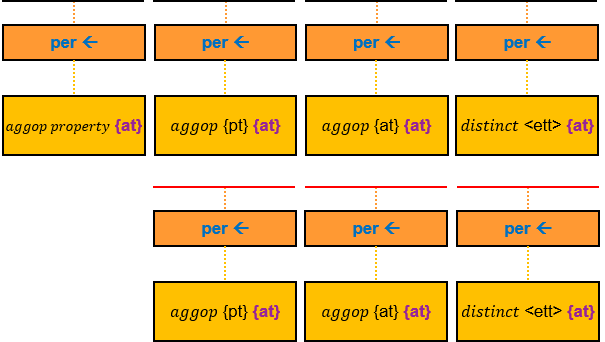 per ← per ← per ← per ←
aggop property {at} aggop {pt} {at} aggop {at} {at} distinct <ett> {at}
per ← per ← per ←
aggop {pt} {at} aggop {at} {at} distinct <ett> {at}